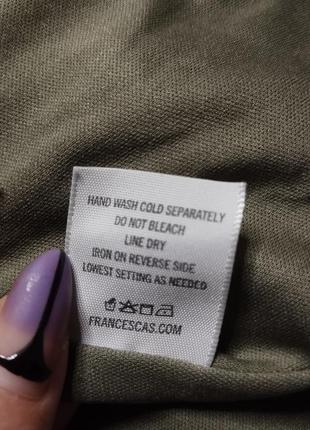 HAND WASH COLD SEPARATELY
DO NOT BLEACH
LINE DRY
IRON ON REVERSE SIDE
LOWEST SETTING AS NEEDED
FRANCESCAS.COM